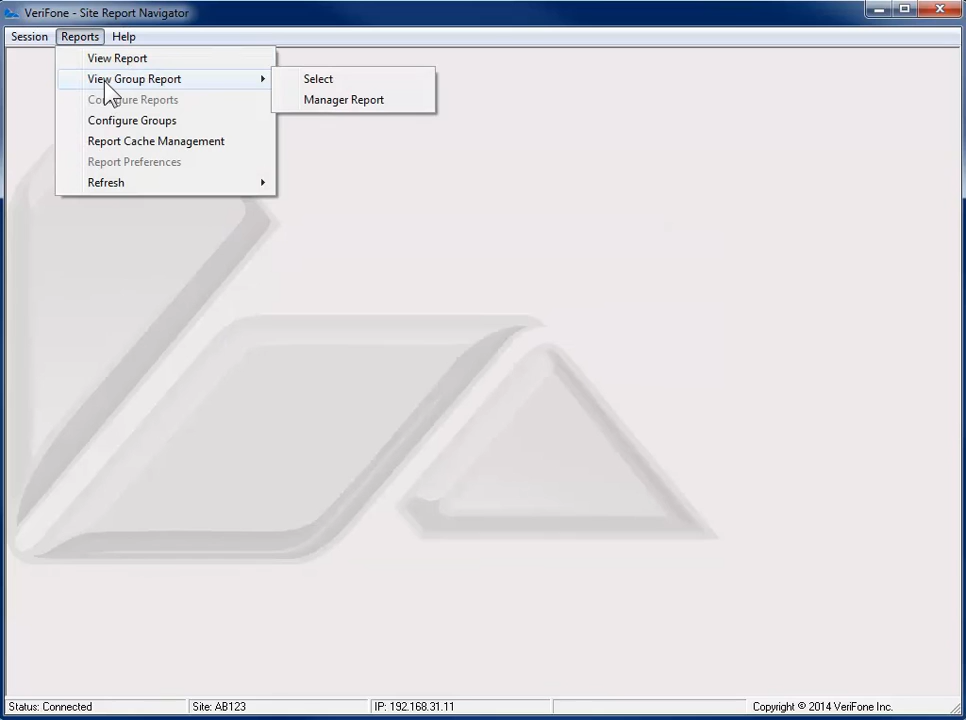 VeriFone - Site Report Navigator
Session Reports Help
View Report
View Group Report
Select
Configure Reports
Manager Report
Configure Groups
Report Cache Management
Report Preferences
Refresh
Status: Connected Site: AB123 IP: 192.168.31.11 Copyright © 2014 VeriFone Inc.